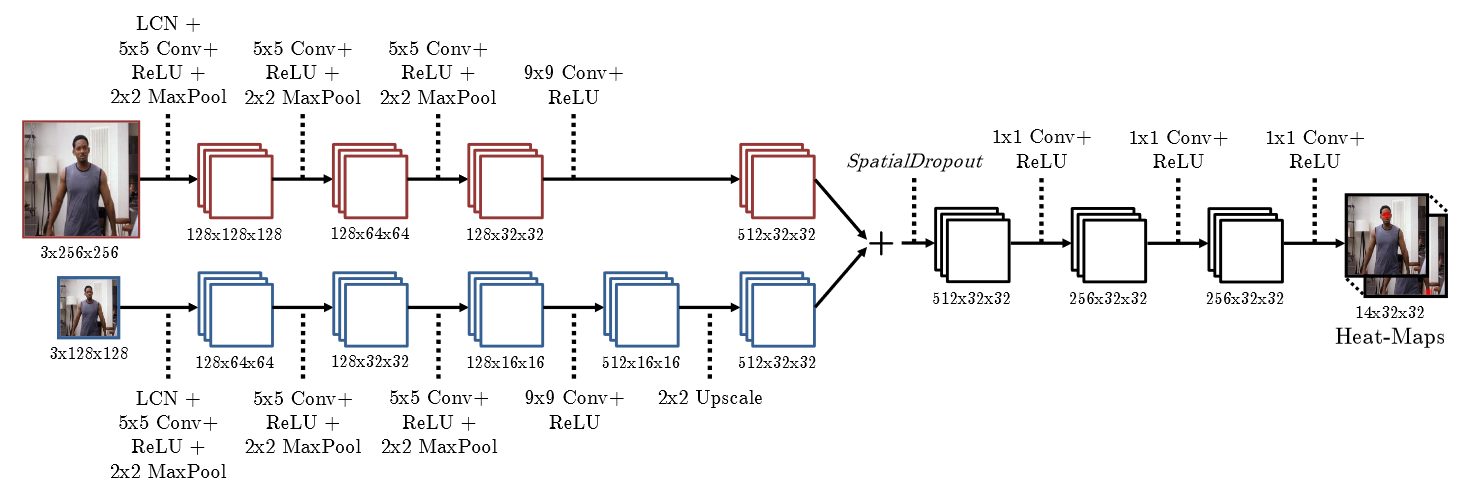 LCN +
5x5 Conv+
ReLU +
2x2 MaxPool
5x5 Conv+
ReLU +
2x2 MaxPool
5x5 Conv+
ReLU +
2x2 MaxPool
9x9 Conv+
ReLU
3x256x256
128x128x128
128x64x64
128x32x32
512x32x32
3x128x128
128x64x64
128x32x32
128x16x16
512x16x16
512x32x32
LCN +
5x5 Conv+
ReLU +
2x2 MaxPool
5x5 Conv+
ReLU +
2x2 MaxPool
5x5 Conv+
ReLU +
2x2 MaxPool
9x9 Conv+
ReLU
2x2 Upscale
+
SpatialDropout
1x1 Conv+
ReLU
1x1 Conv+
ReLU
1x1 Conv+
ReLU
512x32x32
256x32x32
256x32x32
14x32x32
Heat-Maps